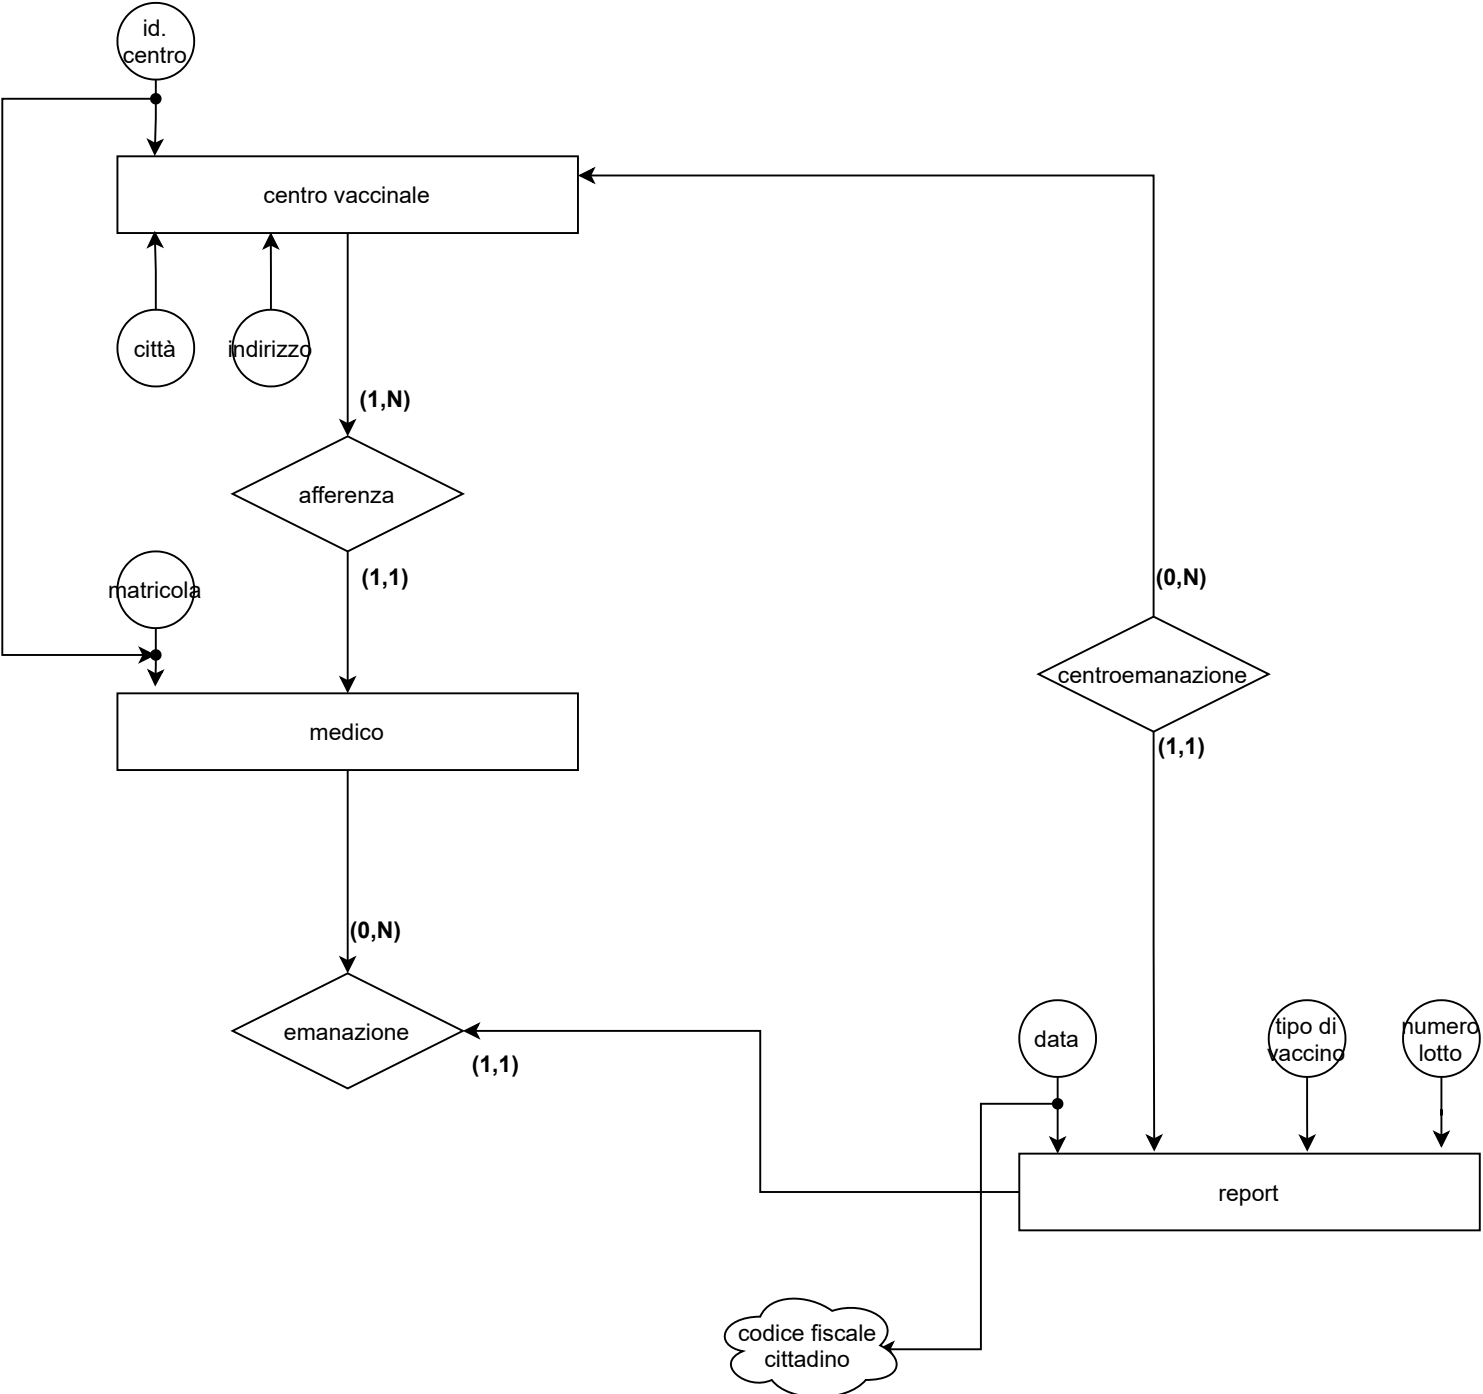 id.
centro
centro vaccinale
città
indirizzo
(1,N)
afferenza
(1,1)
matricola
(0,N)
centroemanazione
(1,1)
medico
(0,N)
emanazione
(1,1)
data
tipo di
vaccino
numero
lotto
report
codice fiscale
cittadino